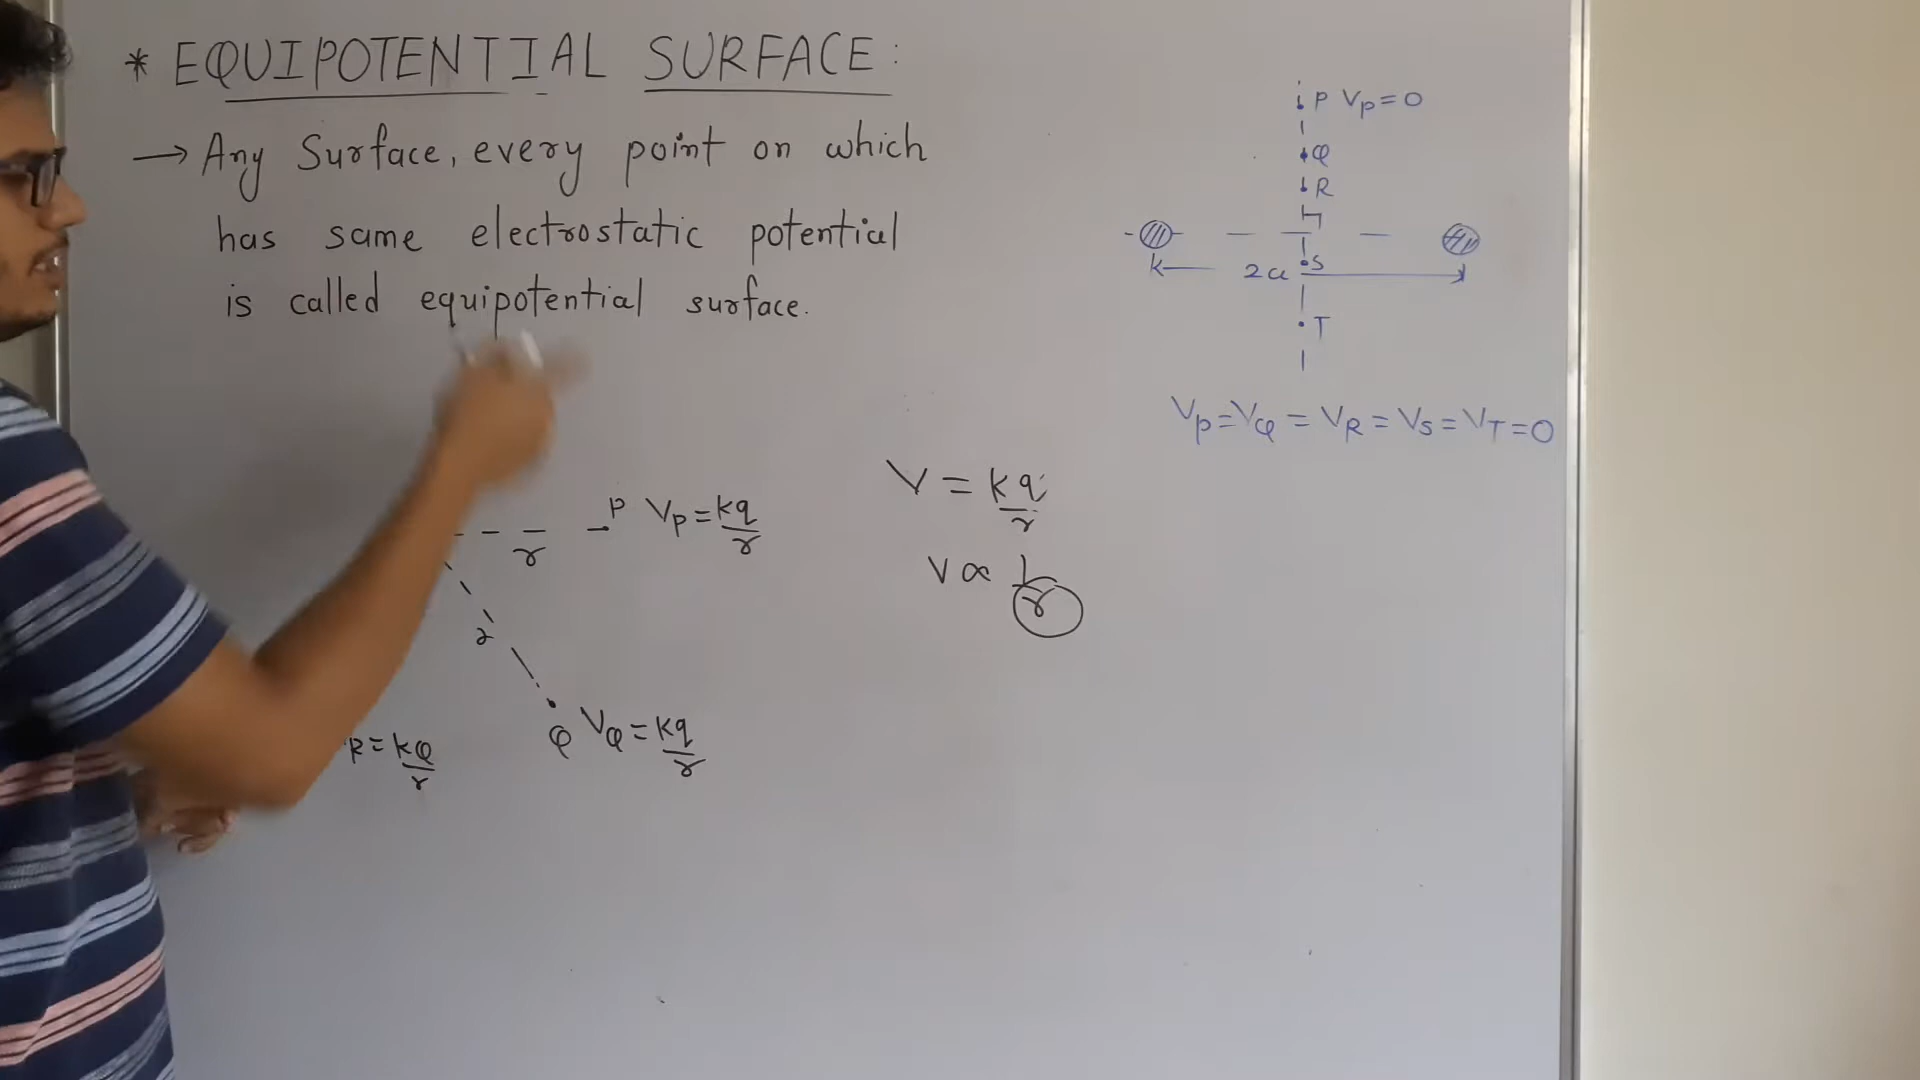 * EQUIPOTENTIAL SURFACE:
→ Any Surface, every point on which
has same electrostatic potential
is called equipotential surface.
P Vp=0
Q
R
S
2a
T
Vp=VQ=VR=VS=VT=0
V = kq/r
V ∝ 1/r
P Vp=kq/r
r
r
Q VQ=kq/r
R=kQ/r